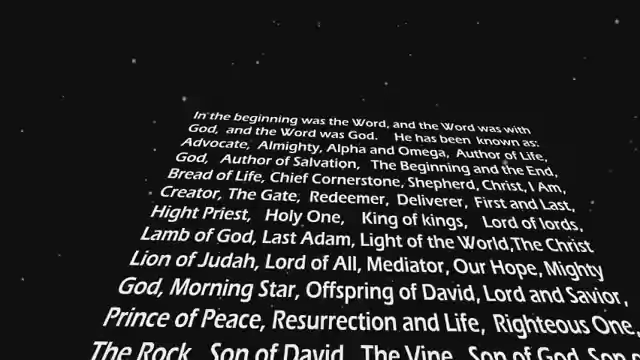 In the beginning was the Word, and the Word was with
God, and the Word was God. He has been known as:
Advocate, Almighty, Alpha and Omega, Author of Life,
God, Author of Salvation, The Beginning and the End,
Bread of Life, Chief Cornerstone, Shepherd, Christ, I Am,
Creator, The Gate, Redeemer, Deliverer, First and Last,
Hight Priest, Holy One, King of kings, Lord of lords,
Lamb of God, Last Adam, Light of the World,The Christ
Lion of Judah, Lord of All, Mediator, Our Hope, Mighty
God, Morning Star, Offspring of David, Lord and Savior,
Prince of Peace, Resurrection and Life, Righteous One,
The Rock, Son of David, The Vine, Son of God, Son